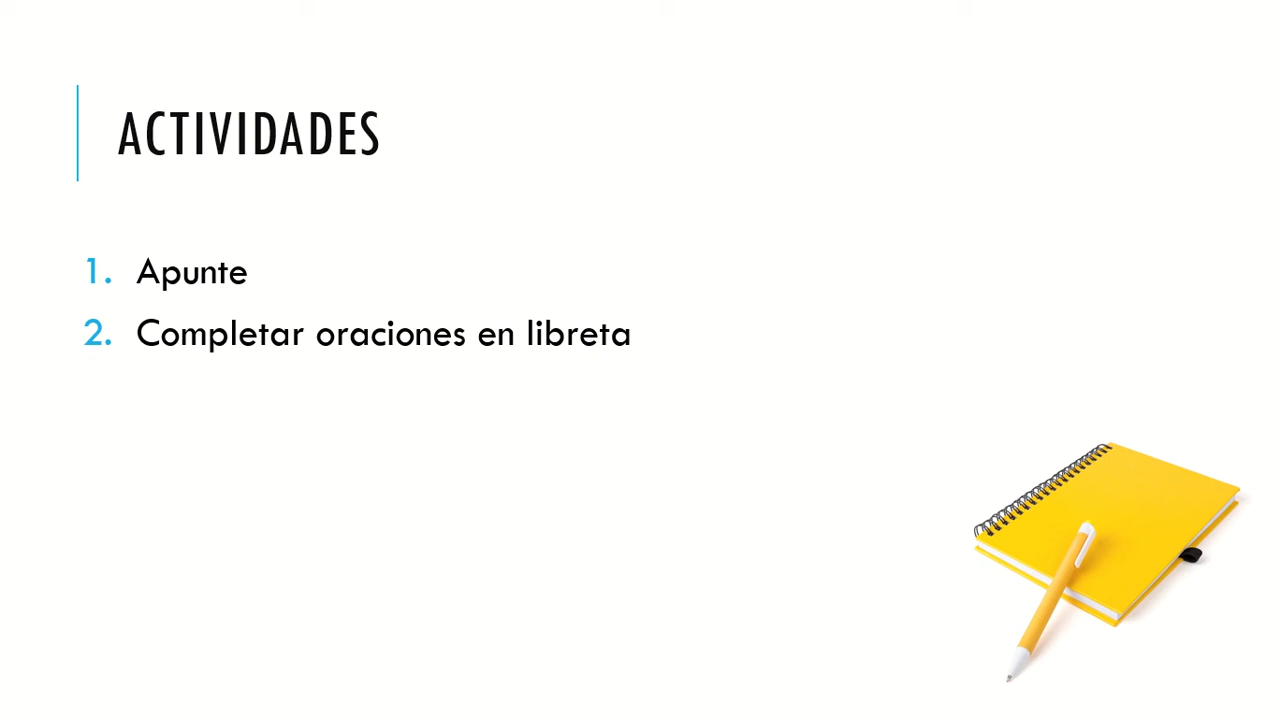 ACTIVIDADES
1. Apunte
2. Completar oraciones en libreta